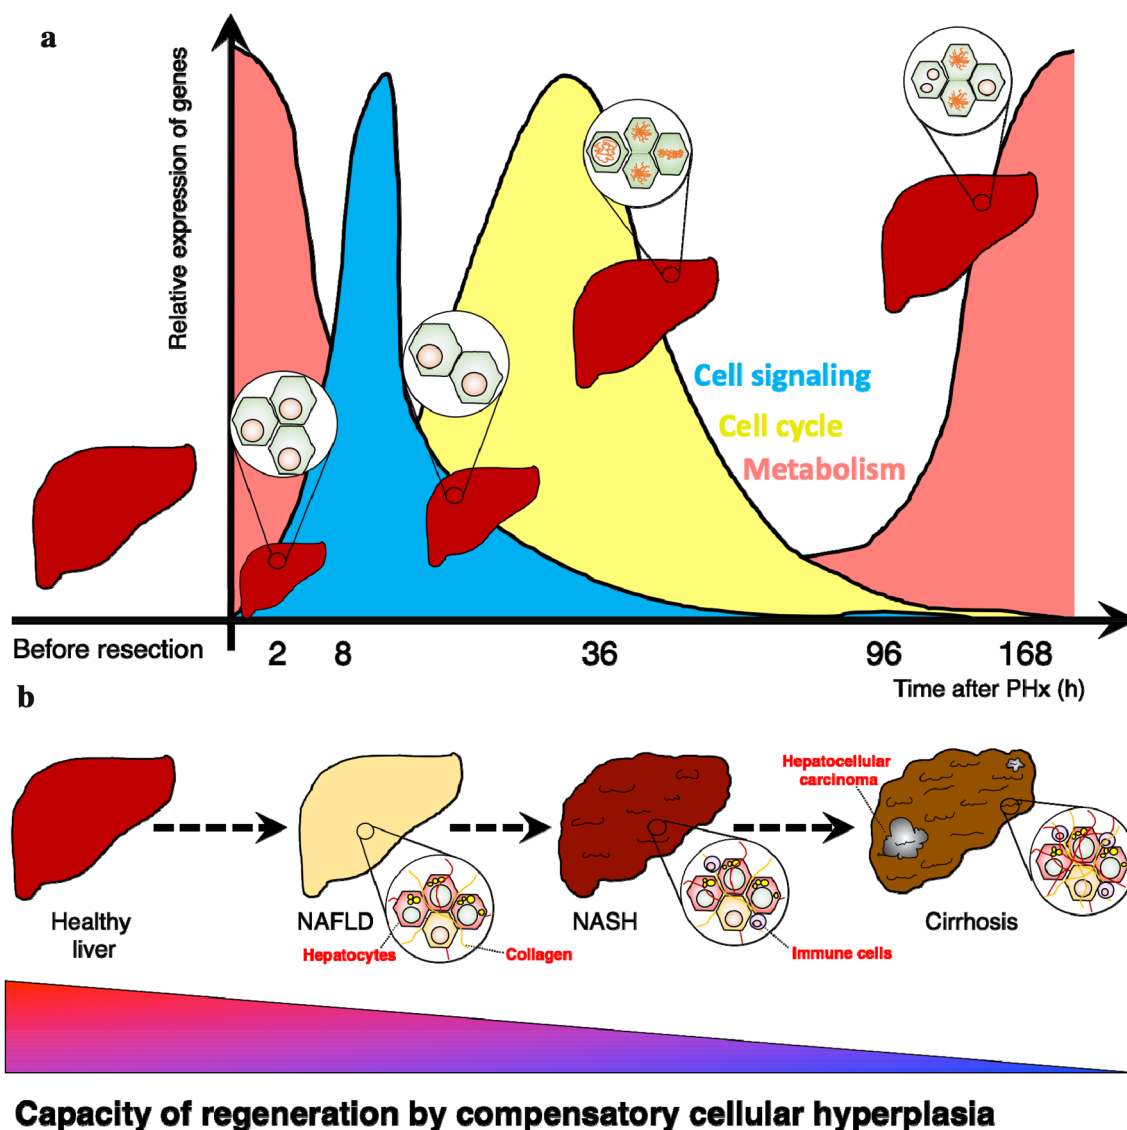 a
Relative expression of genes
Cell signaling
Cell cycle
Metabolism
Before resection
2 8 36 96 168
Time after PHx (h)
b
Hepatocellular
carcinoma
Healthy
liver
NAFLD
NASH
Cirrhosis
Hepatocytes
Collagen
Immune cells
Capacity of regeneration by compensatory cellular hyperplasia